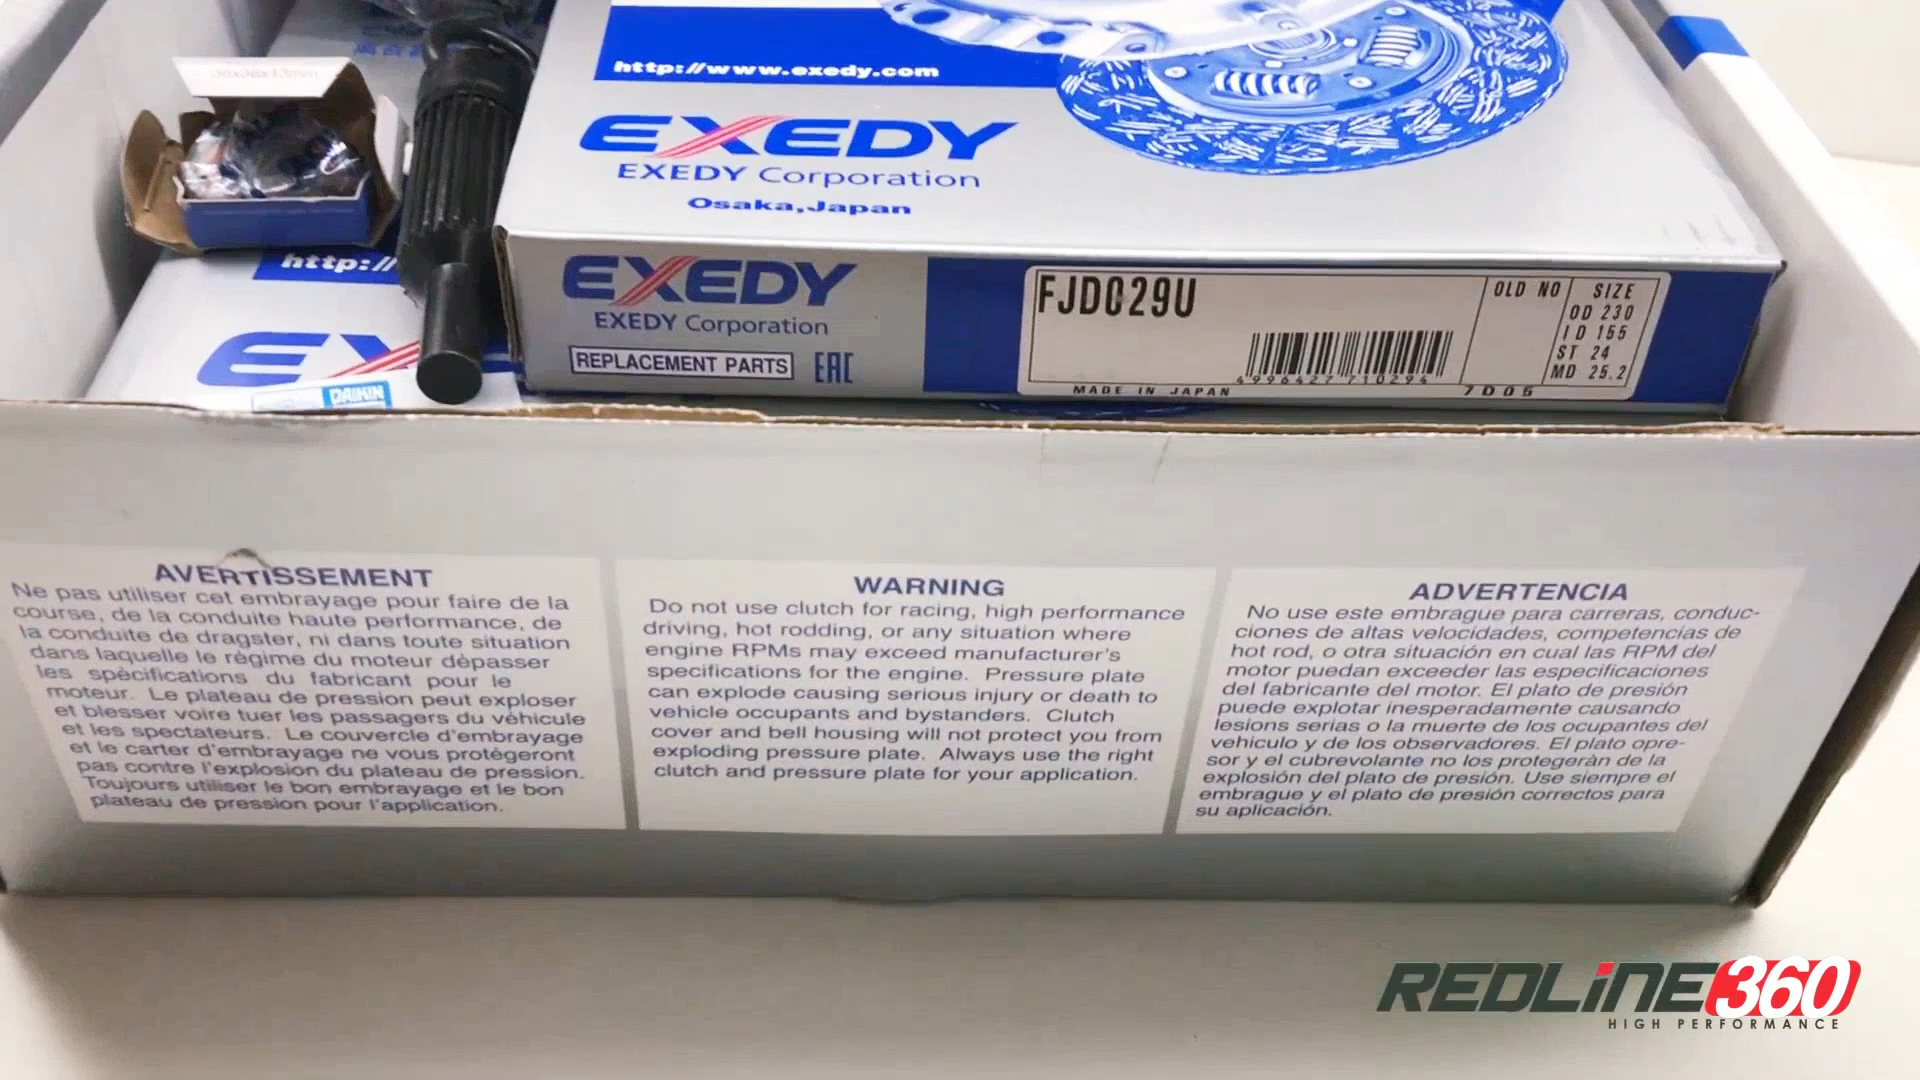 http://www.exedy.com
EXEDY
EXEDY Corporation
Osaka,Japan
http://
EXEDY
EXEDY Corporation
REPLACEMENT PARTS EAC
FJD029U
4996427710294
MADE IN JAPAN
7D05
OLD NO
SIZE
OD 230
ID 155
ST 24
MD 25.2
EX
DAIKIN
AVERTISSEMENT
Ne pas utiliser cet embrayage pour faire de la
course, de la conduite haute performance, de
la conduite de dragster, ni dans toute situation
dans laquelle le régime du moteur dépasser
les spécifications du fabricant pour le
moteur. Le plateau de pression peut exploser
et blesser voire tuer les passagers du véhicule
et les spectateurs. Le couvercle d'embrayage
et le carter d'embrayage ne vous protégeront
pas contre l'explosion du plateau de pression.
Toujours utiliser le bon embrayage et le bon
plateau de pression pour l'application.
WARNING
Do not use clutch for racing, high performance
driving, hot rodding, or any situation where
engine RPMs may exceed manufacturer's
specifications for the engine. Pressure plate
can explode causing serious injury or death to
vehicle occupants and bystanders. Clutch
cover and bell housing will not protect you from
exploding pressure plate. Always use the right
clutch and pressure plate for your application.
ADVERTENCIA
No use este embrague para carreras, conduc-
ciones de altas velocidades, competencias de
hot rod, o otra situación en cual las RPM del
motor puedan exceder las especificaciones
del fabricante del motor. El plato de presión
puede explotar inesperadamente causando
lesions serias o la muerte de los ocupantes del
vehiculo y de los observadores. El plato opre-
sor y el cubrevolante no los protegeràn de la
explosión del plato de presión. Use siempre el
embrague y el plato de presión correctos para
su aplicación.
REDLINE360
HIGH PERFORMANCE